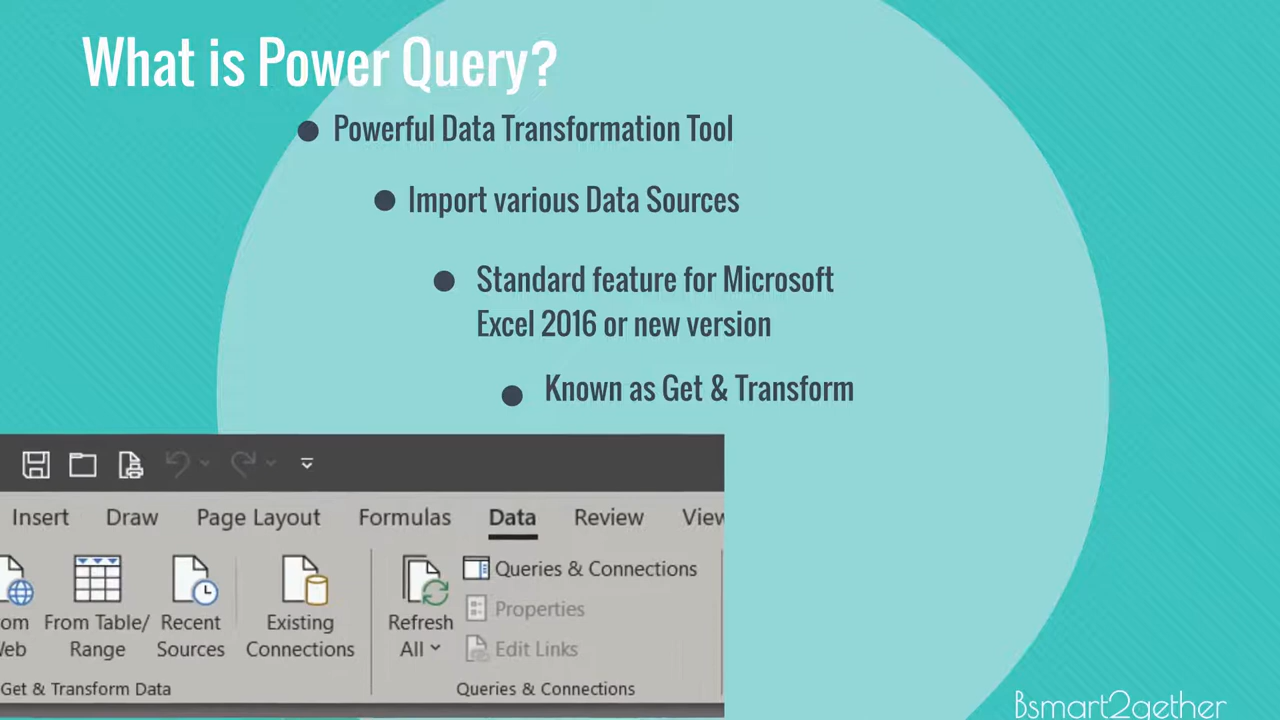 What is Power Query?
Powerful Data Transformation Tool
Import various Data Sources
Standard feature for Microsoft
Excel 2016 or new version
Known as Get & Transform
Insert Draw Page Layout Formulas Data Review View
From Table/ Recent Existing Refresh Queries & Connections
Range Sources Connections All Properties
Edit Links
Get & Transform Data Queries & Connections
Bsmart2gether